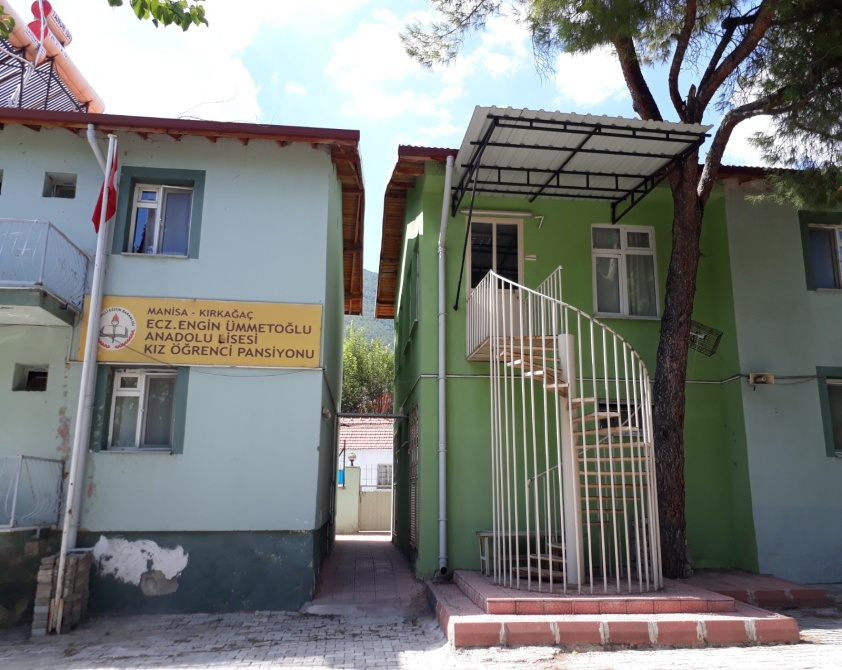 MANİSA - KIRKAĞAÇ
ECZ.ENGİN ÜMMETOĞLU
ANADOLU LİSESİ
KIZ ÖĞRENCİ PANSİYONU